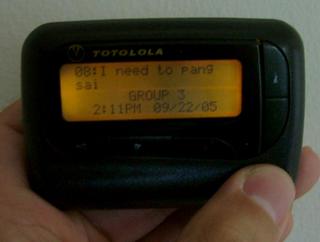 TOTOLOLA
08:I need to pang
sai
GROUP 3
2:11PM 09/22/05